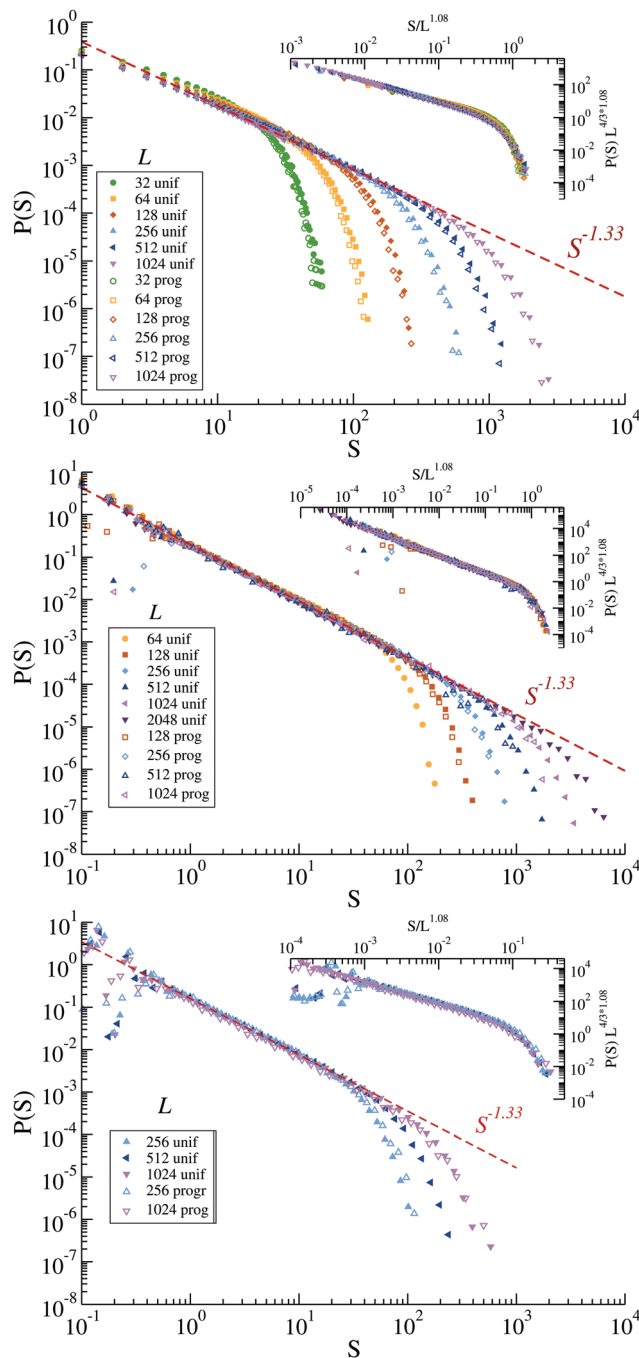 S/L^1.08
10^-3 10^-2 10^-1 10^0
10^2
10^0
10^-2
10^-4
P(S) L^4/3*1.08
10^1
10^0
10^-1
10^-2
10^-3
10^-4
10^-5
10^-6
10^-7
10^-8
P(S)
L
32 unif
64 unif
128 unif
256 unif
512 unif
1024 unif
32 prog
64 prog
128 prog
256 prog
512 prog
1024 prog
S^-1.33
10^0 10^1 10^2 10^3 10^4
S
S/L^1.08
10^-5 10^-4 10^-3 10^-2 10^-1 10^0
10^4
10^2
10^0
10^-2
10^-4
P(S) L^4/3*1.08
10^1
10^0
10^-1
10^-2
10^-3
10^-4
10^-5
10^-6
10^-7
10^-8
P(S)
L
64 unif
128 unif
256 unif
512 unif
1024 unif
2048 unif
128 prog
256 prog
512 prog
1024 prog
S^-1.33
10^-1 10^0 10^1 10^2 10^3 10^4
S
S/L^1.08
10^-4 10^-3 10^-2 10^-1
10^4
10^2
10^0
10^-2
10^-4
P(S) L^4/3*1.08
10^1
10^0
10^-1
10^-2
10^-3
10^-4
10^-5
10^-6
10^-7
10^-8
P(S)
L
256 unif
512 unif
1024 unif
256 progr
1024 prog
S^-1.33
10^-1 10^0 10^1 10^2 10^3 10^4
S